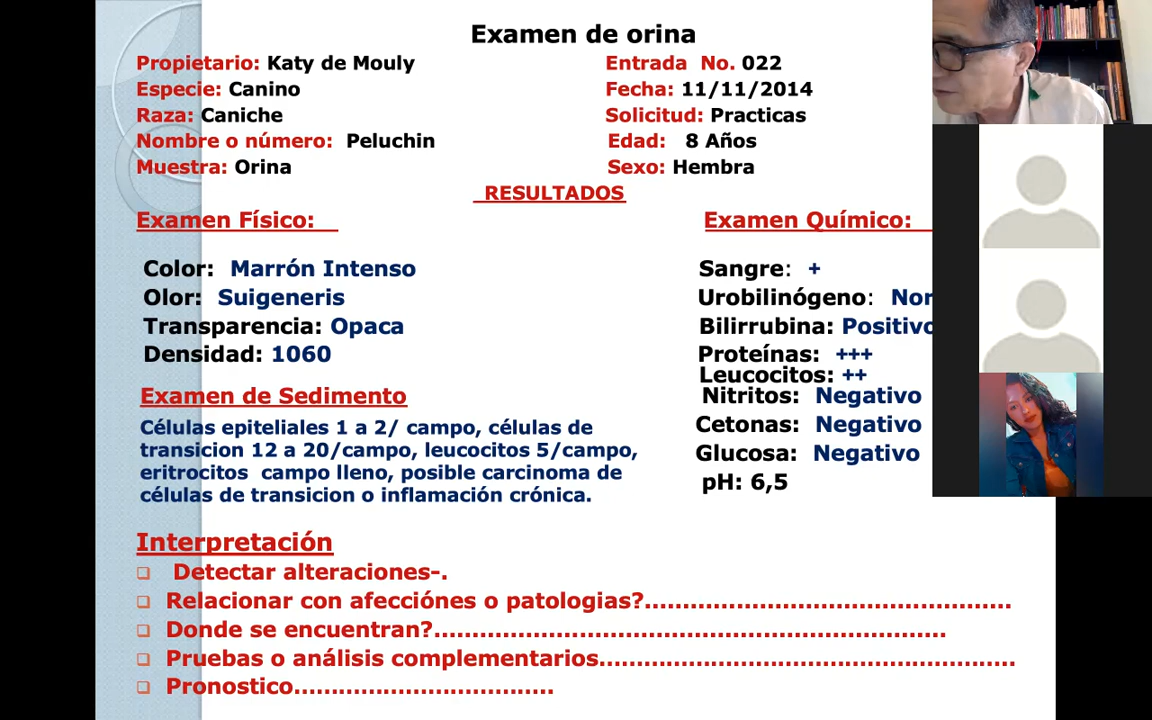 Examen de orina
Propietario: Katy de Mouly
Entrada No. 022
Especie: Canino
Fecha: 11/11/2014
Raza: Caniche
Solicitud: Practicas
Nombre o número: Peluchin
Edad: 8 Años
Muestra: Orina
Sexo: Hembra
RESULTADOS
Examen Físico:
Color: Marrón Intenso
Olor: Suigeneris
Transparencia: Opaca
Densidad: 1060
Examen de Sedimento
Células epiteliales 1 a 2/ campo, células de
transicion 12 a 20/campo, leucocitos 5/campo,
eritrocitos campo lleno, posible carcinoma de
células de transicion o inflamación crónica.
Examen Químico:
Sangre: +
Urobilinógeno:
Bilirrubina: Positivo
Proteínas: +++
Leucocitos: ++
Nitritos: Negativo
Cetonas: Negativo
Glucosa: Negativo
pH: 6,5
Interpretación
Detectar alteraciones-.
Relacionar con afecciónes o patologias?.................................................
Donde se encuentran?....................................................................
Pruebas o análisis complementarios.......................................................
Pronostico..................................